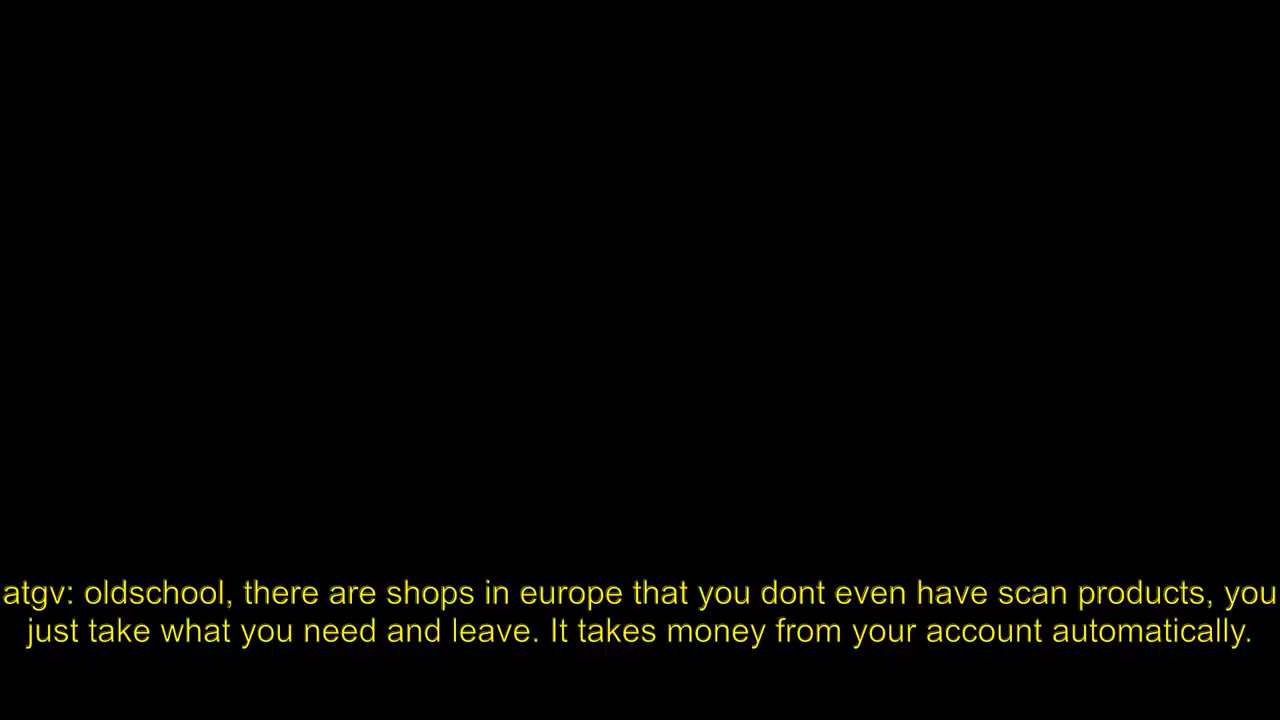 atgv: oldschool, there are shops in europe that you dont even have scan products, you
just take what you need and leave. It takes money from your account automatically.